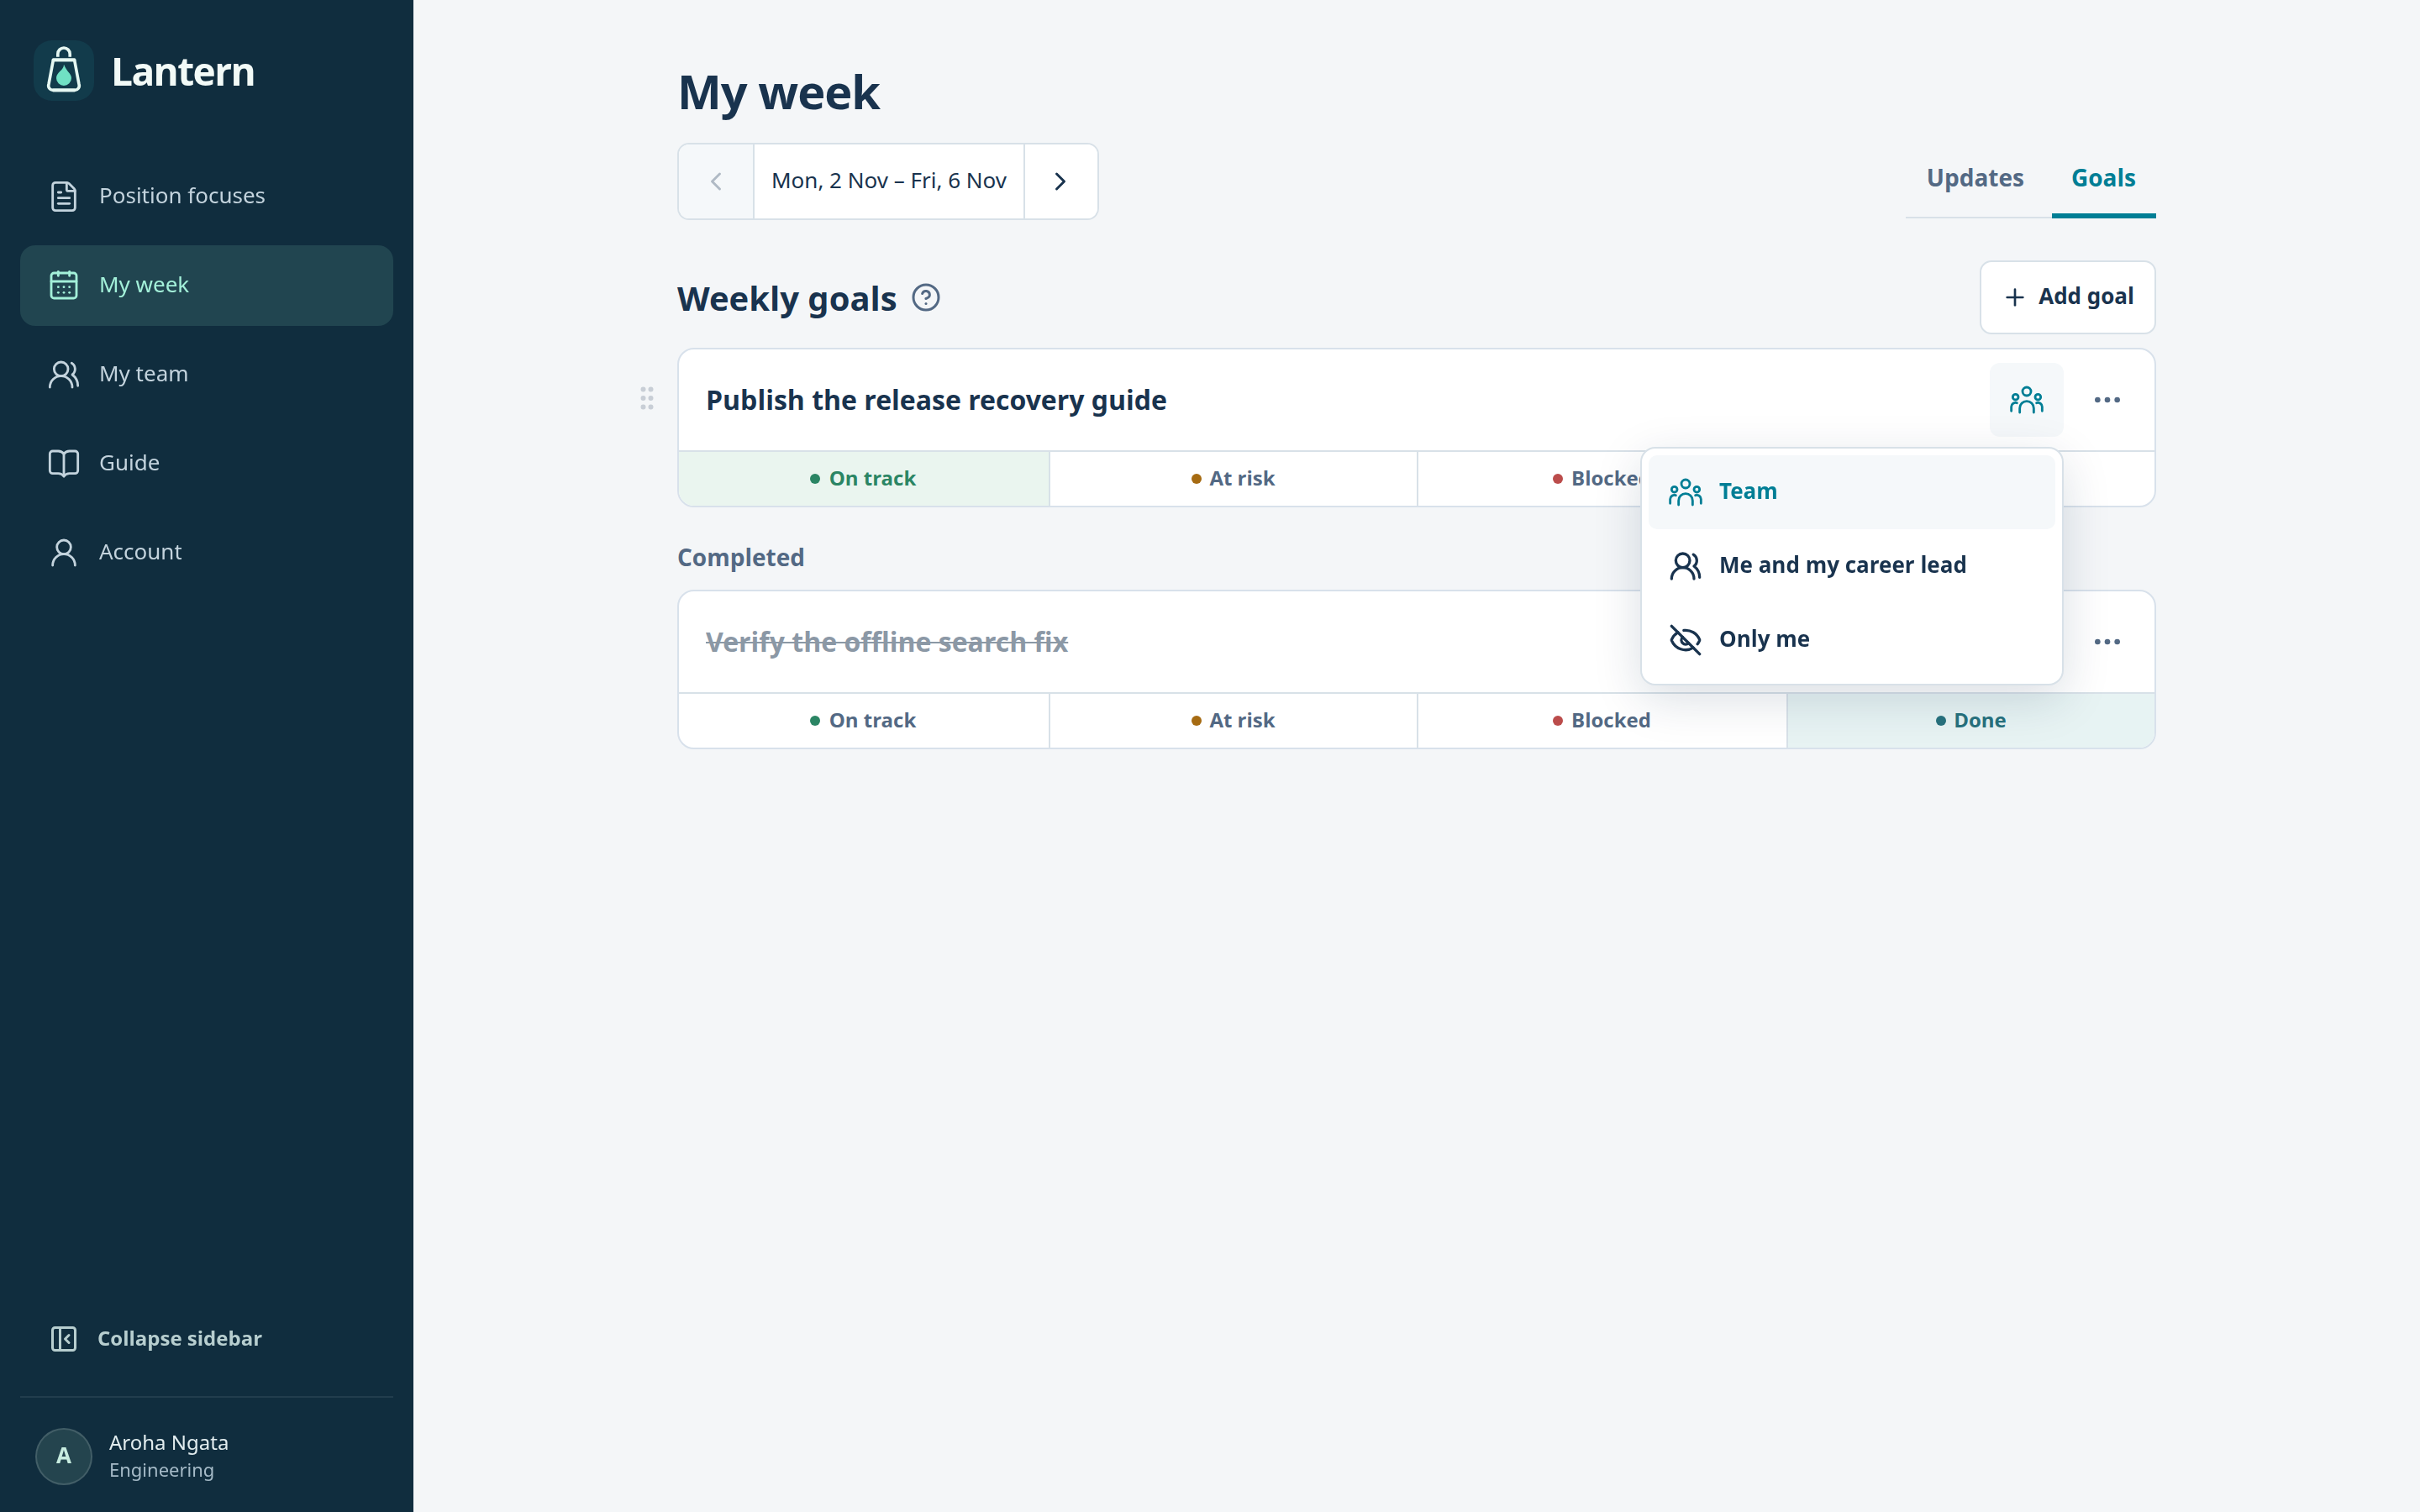 Lantern
Position focuses
My week
My team
Guide
Account
Collapse sidebar
A
Aroha Ngata
Engineering
My week
Mon, 2 Nov – Fri, 6 Nov
Updates
Goals
Weekly goals
Add goal
Publish the release recovery guide
On track
At risk
Blocked
Team
Me and my career lead
Only me
Completed
Verify the offline search fix
On track
At risk
Blocked
Done